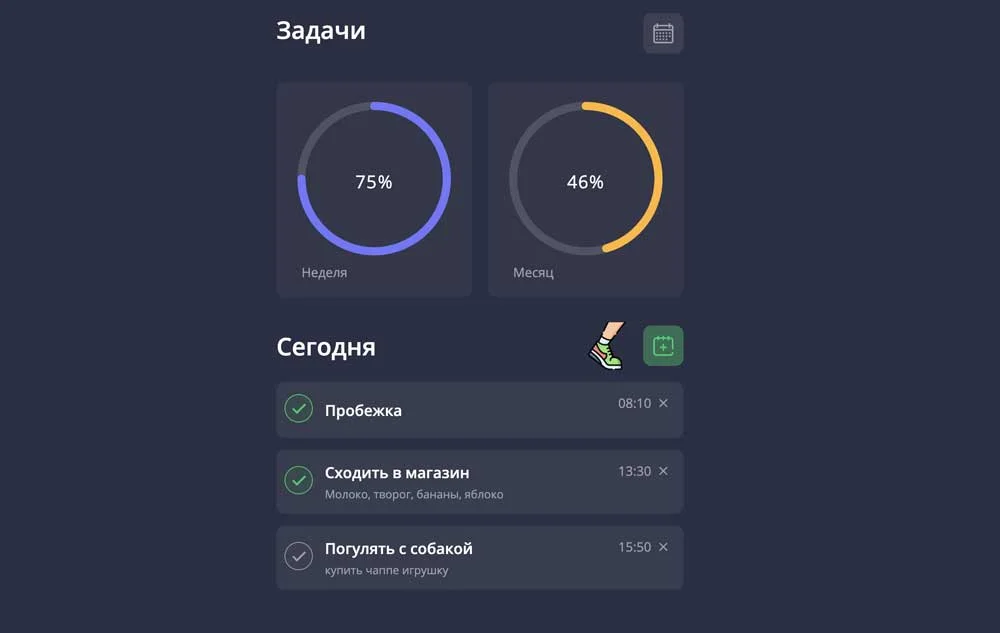 Задачи
75%
46%
Неделя
Месяц
Сегодня
Пробежка
08:10
Сходить в магазин
13:30
Молоко, творог, бананы, яблоко
Погулять с собакой
15:50
купить чаппе игрушку